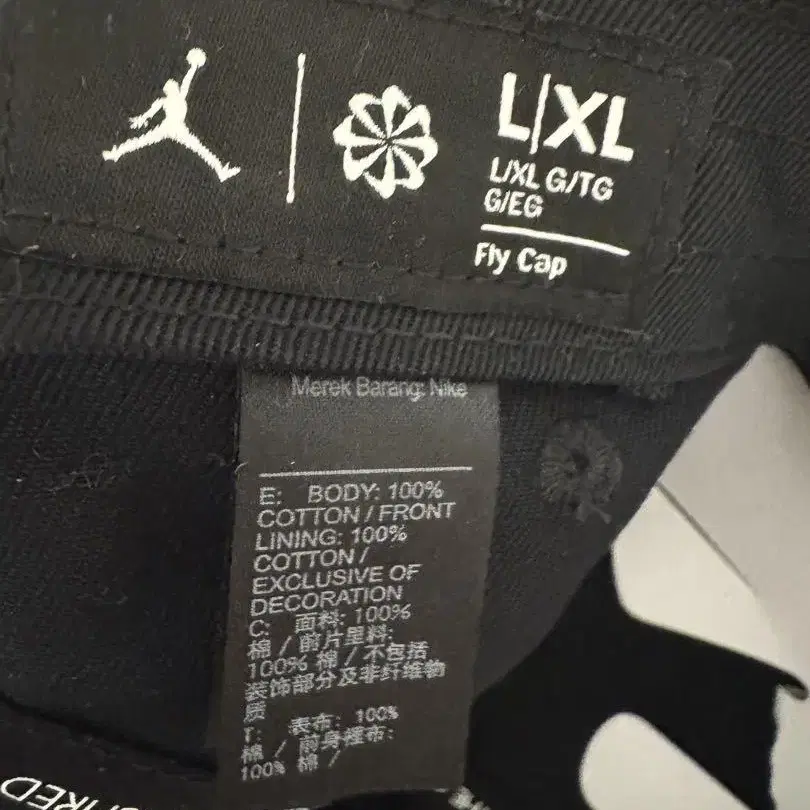 L/XL
L/XL G/TG
G/EG
Fly Cap
Merek Barang: Nike
E: BODY: 100%
COTTON / FRONT
LINING: 100%
COTTON /
EXCLUSIVE OF
DECORATION
C: 面料: 100%
棉 / 前片里料:
100% 棉 / 不包括
装饰部分及非纤维物
质
T: 表布: 100%
棉 / 前身裡布:
100% 棉 /